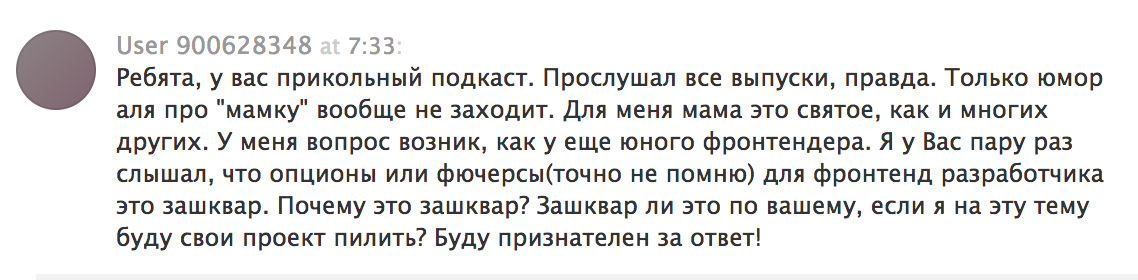 User 900628348 at 7:33:
Ребята, у вас прикольный подкаст. Прослушал все выпуски, правда. Только юмор
аля про "мамку" вообще не заходит. Для меня мама это святое, как и многих
других. У меня вопрос возник, как у еще юного фронтендера. Я у Вас пару раз
слышал, что опционы или фючерсы(точно не помню) для фронтенд разработчика
это зашквар. Почему это зашквар? Зашквар ли это по вашему, если я на эту тему
буду свои проект пилить? Буду признателен за ответ!